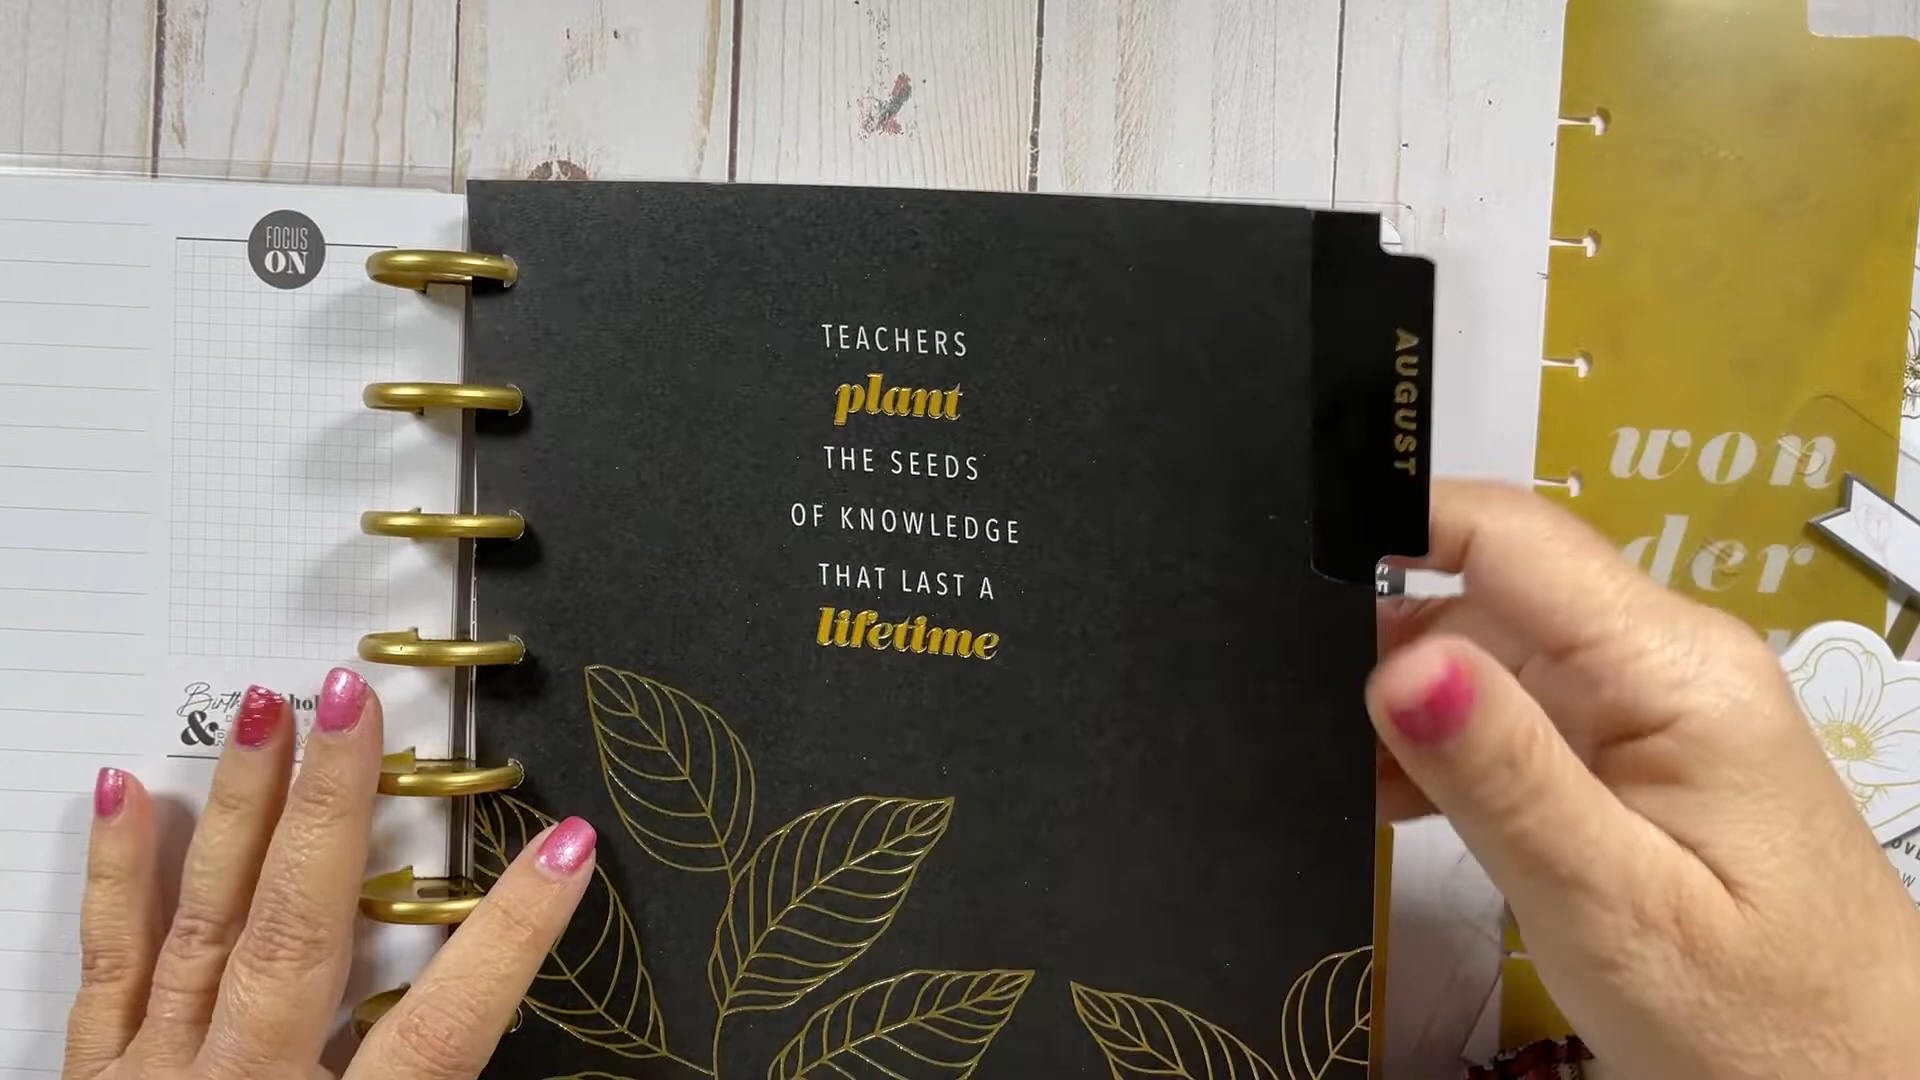 FOCUS
ON
&
TEACHERS
plant
THE SEEDS
OF KNOWLEDGE
THAT LAST A
lifetime
AUGUST
won
der